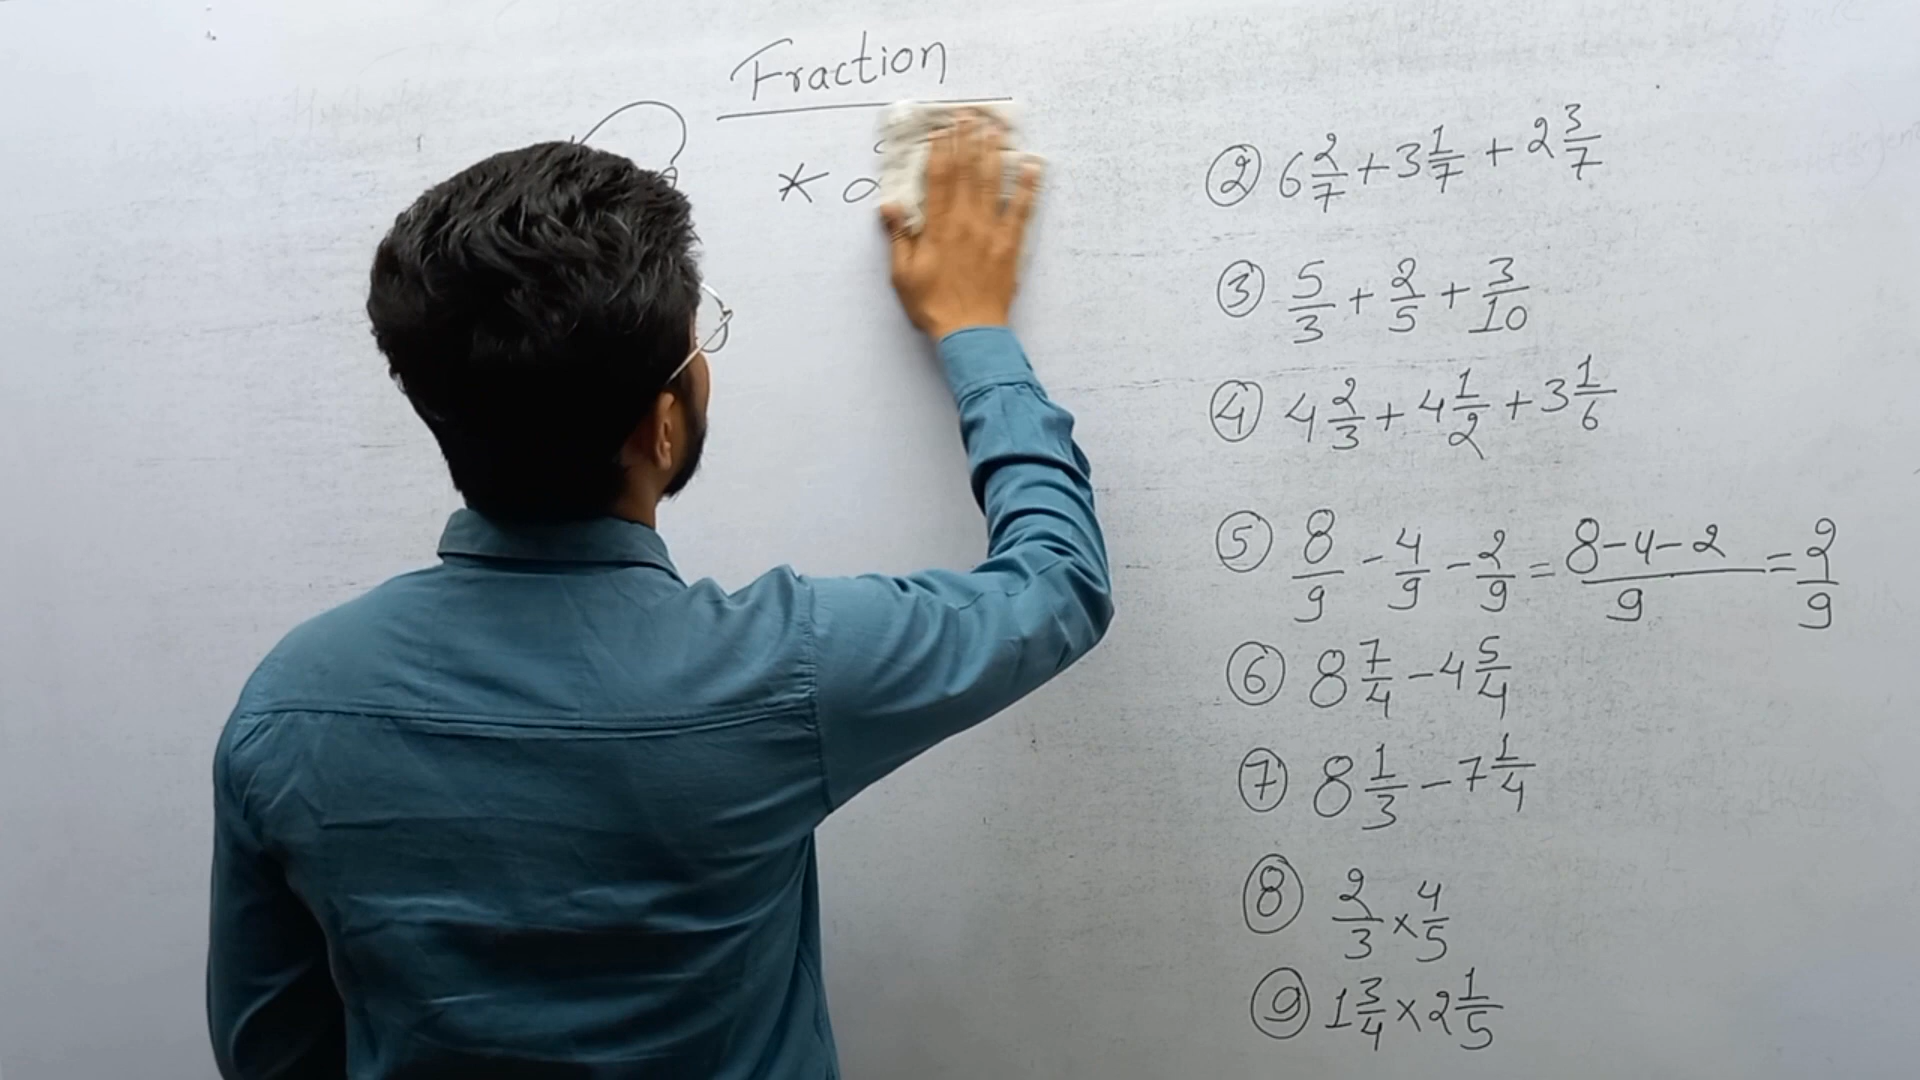 Fraction
*
② 6 2/7 + 3 1/7 + 2 3/7
③ 5/3 + 2/5 + 3/10
④ 4 2/3 + 4 1/2 + 3 1/6
⑤ 8/9 - 4/9 - 2/9 = 8-4-2/9 = 2/9
⑥ 8 7/4 - 4 5/4
⑦ 8 1/3 - 7 1/4
⑧ 2/3 × 4/5
⑨ 1 3/4 × 2 1/5